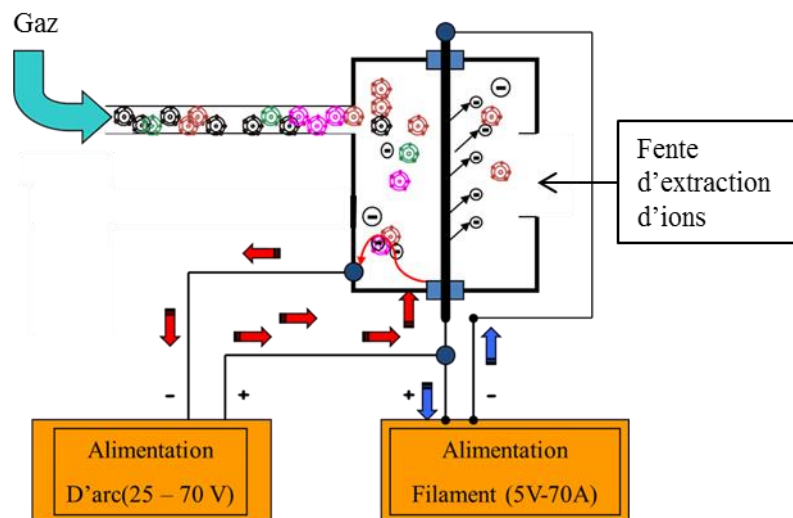 Gaz
Fente
d'extraction
d'ions
- + + -
Alimentation
D'arc(25 – 70 V)
Alimentation
Filament (5V-70A)